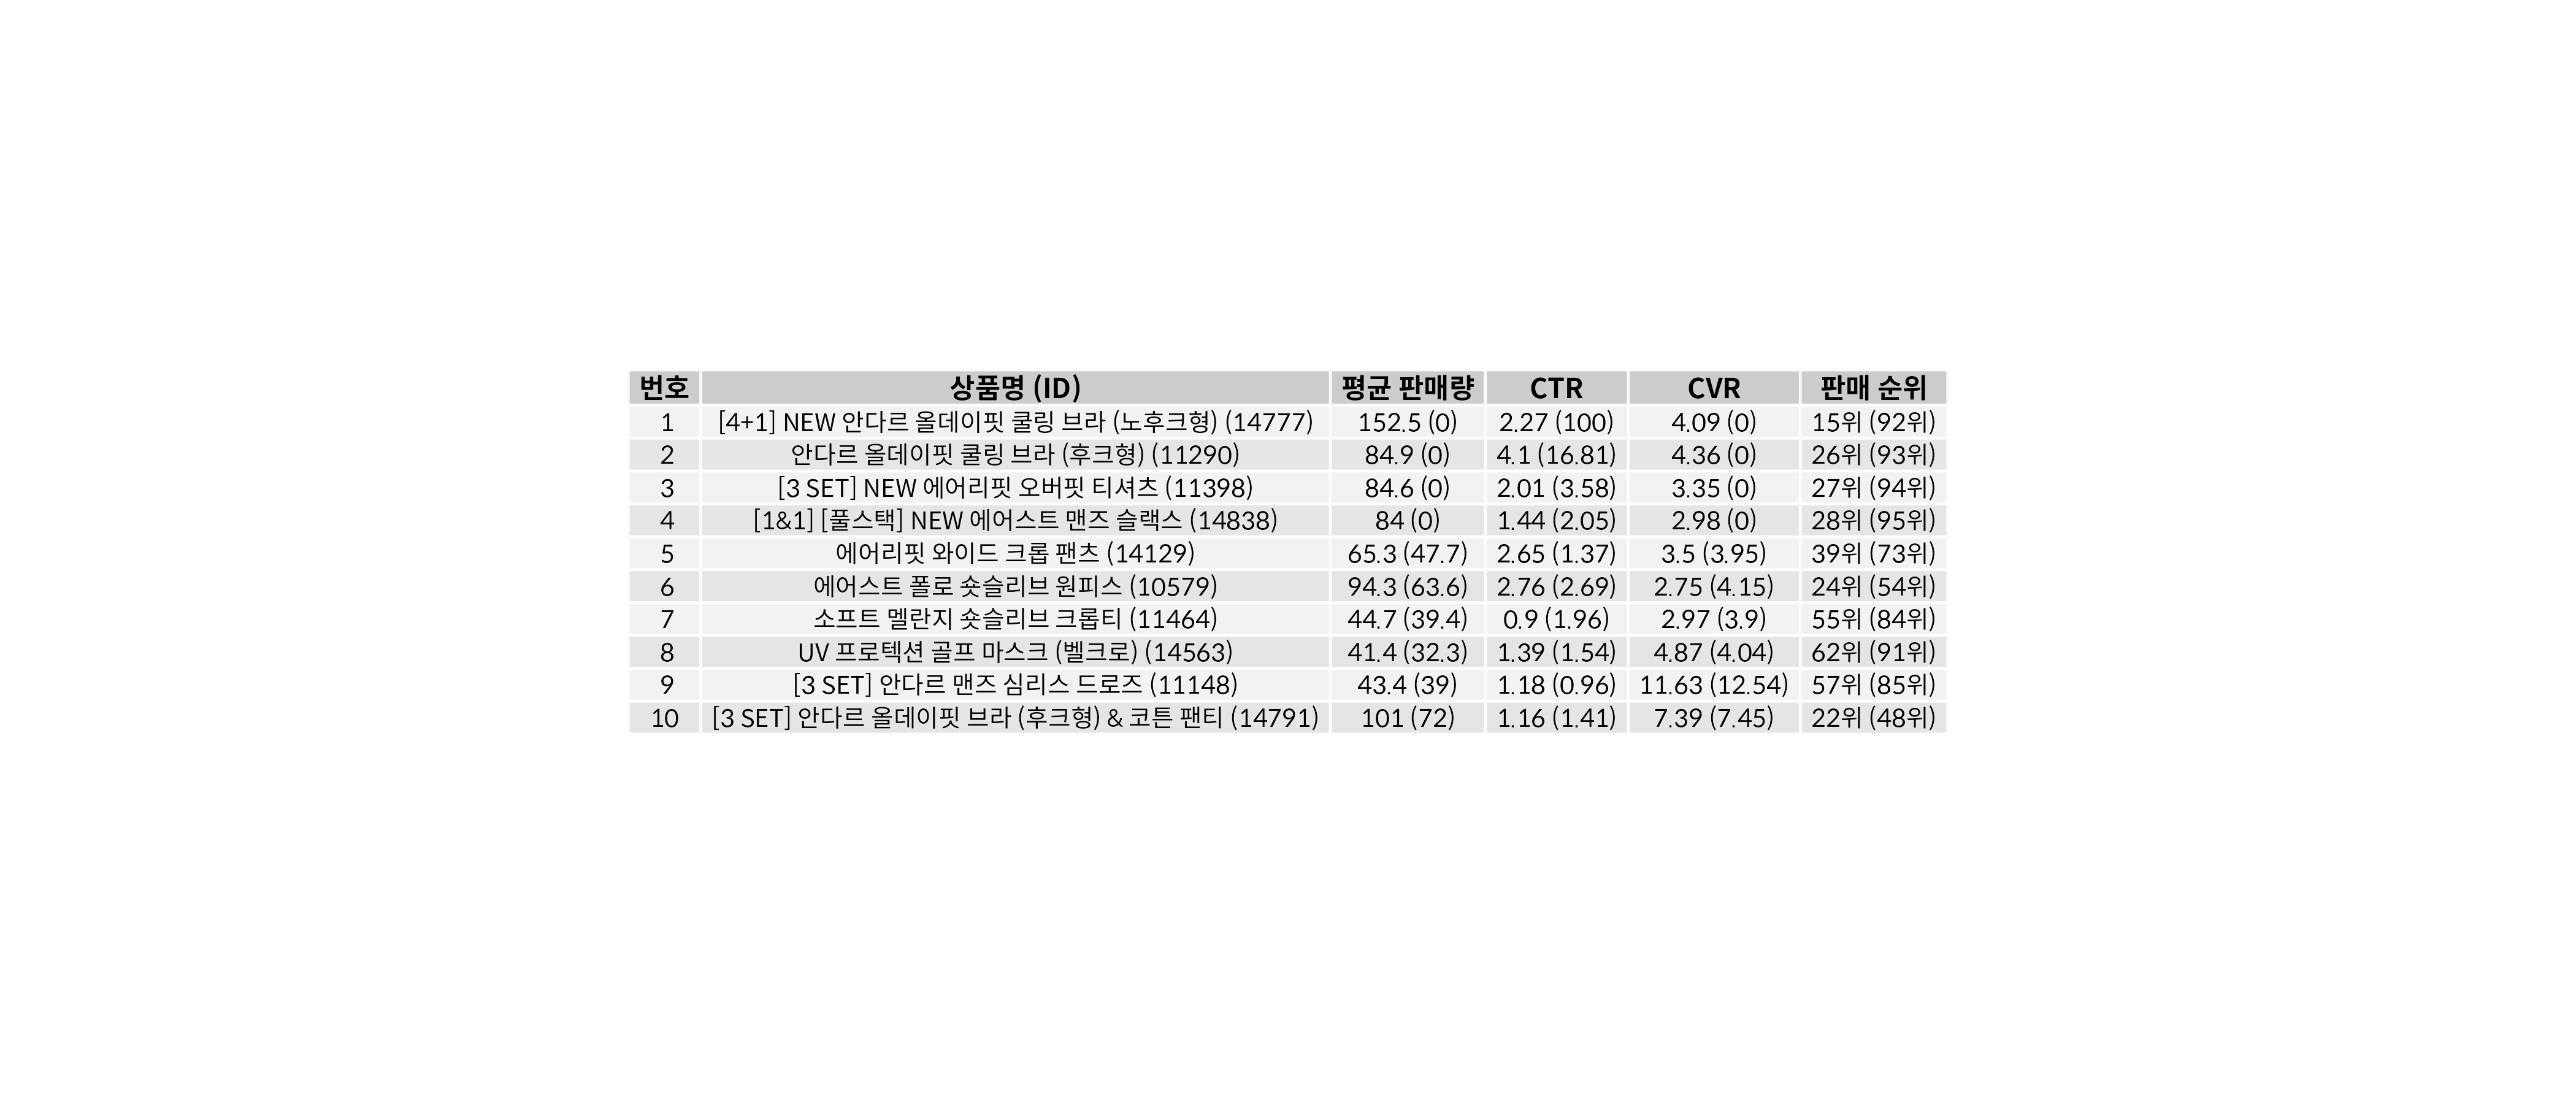 번호 상품명 (ID) 평균 판매량 CTR CVR 판매 순위
1 [4+1] NEW 안다르 올데이핏 쿨링 브라 (노후크형) (14777) 152.5 (0) 2.27 (100) 4.09 (0) 15위 (92위)
2 안다르 올데이핏 쿨링 브라 (후크형) (11290) 84.9 (0) 4.1 (16.81) 4.36 (0) 26위 (93위)
3 [3 SET] NEW 에어리핏 오버핏 티셔츠 (11398) 84.6 (0) 2.01 (3.58) 3.35 (0) 27위 (94위)
4 [1&1] [풀스택] NEW 에어스트 맨즈 슬랙스 (14838) 84 (0) 1.44 (2.05) 2.98 (0) 28위 (95위)
5 에어리핏 와이드 크롭 팬츠 (14129) 65.3 (47.7) 2.65 (1.37) 3.5 (3.95) 39위 (73위)
6 에어스트 폴로 숏슬리브 원피스 (10579) 94.3 (63.6) 2.76 (2.69) 2.75 (4.15) 24위 (54위)
7 소프트 멜란지 숏슬리브 크롭티 (11464) 44.7 (39.4) 0.9 (1.96) 2.97 (3.9) 55위 (84위)
8 UV 프로텍션 골프 마스크 (벨크로) (14563) 41.4 (32.3) 1.39 (1.54) 4.87 (4.04) 62위 (91위)
9 [3 SET] 안다르 맨즈 심리스 드로즈 (11148) 43.4 (39) 1.18 (0.96) 11.63 (12.54) 57위 (85위)
10 [3 SET] 안다르 올데이핏 브라 (후크형) & 코튼 팬티 (14791) 101 (72) 1.16 (1.41) 7.39 (7.45) 22위 (48위)